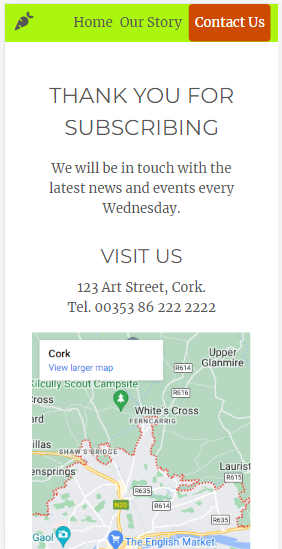 Home Our Story Contact Us
THANK YOU FOR
SUBSCRIBING
We will be in touch with the
latest news and events every
Wednesday.
VISIT US
123 Art Street, Cork.
Tel. 00353 86 222 2222
Cork
View larger map
Upper
Glanmire
R614
R616
Kilcully Scout Campsite
White's Cross
FERNCARRIG
ard
illas
SHAW'S BRIDGE
ensprings
Laurist
R635
R635
R615
N20
R614
Gaol
The English Market